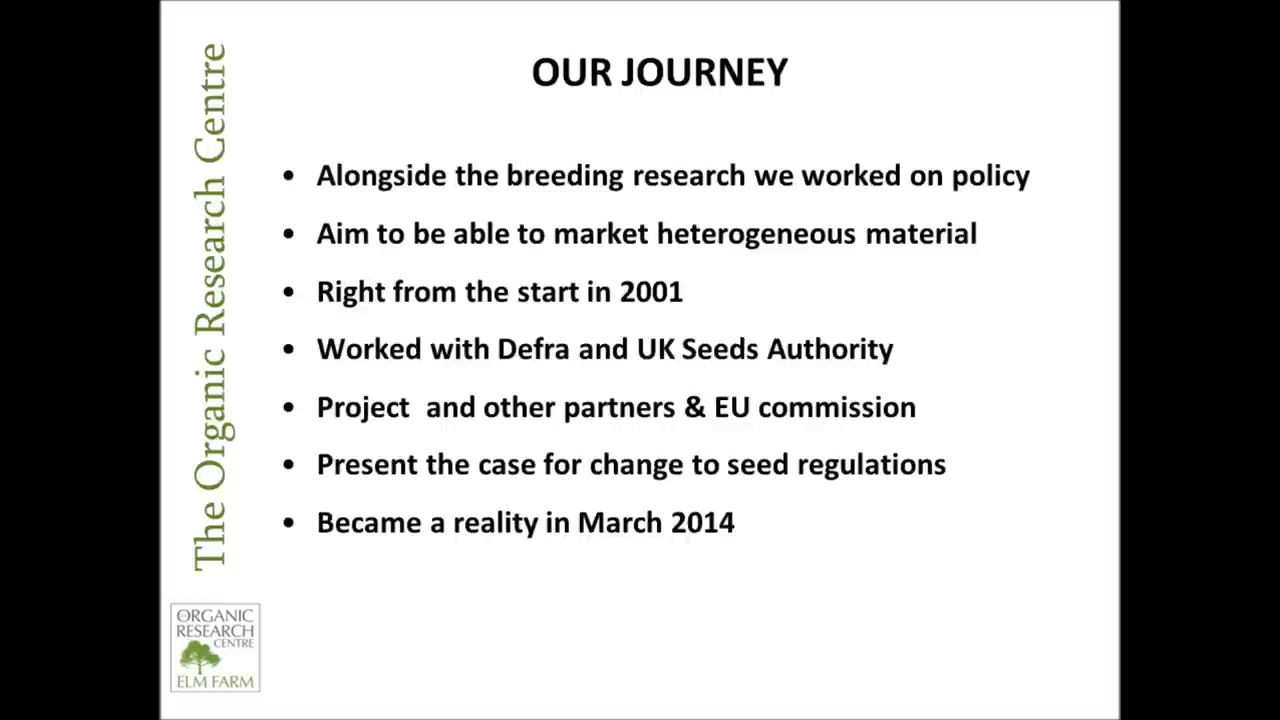 OUR JOURNEY
• Alongside the breeding research we worked on policy
• Aim to be able to market heterogeneous material
• Right from the start in 2001
• Worked with Defra and UK Seeds Authority
• Project  and other partners & EU commission
• Present the case for change to seed regulations
• Became a reality in March 2014
The Organic Research Centre
ORGANIC
RESEARCH
CENTRE
ELM FARM